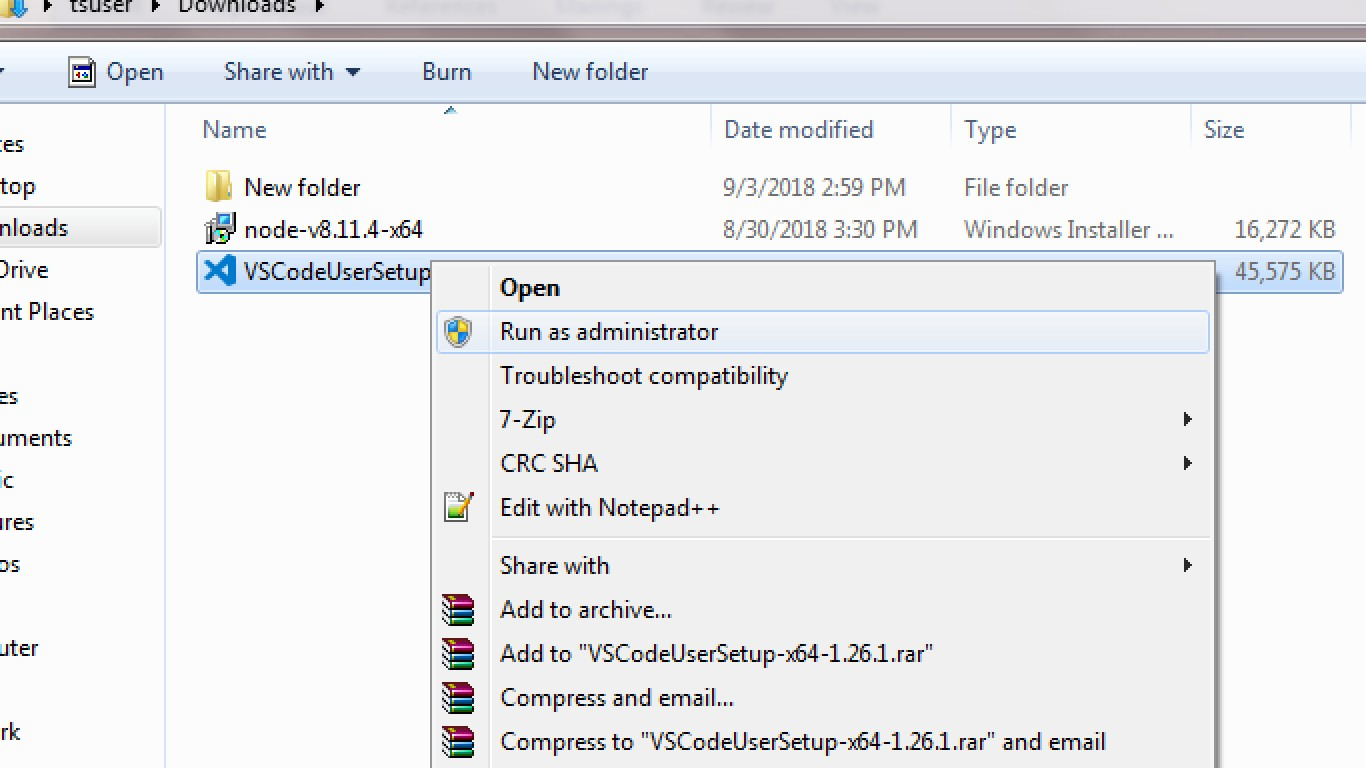 tsuser Downloads
Open Share with Burn New folder
Name Date modified Type Size
New folder 9/3/2018 2:59 PM File folder
node-v8.11.4-x64 8/30/2018 3:30 PM Windows Installer ... 16,272 KB
VSCodeUserSetup 45,575 KB
ces
top
nloads
Drive
nt Places
es
uments
ic
ures
os
uter
rk
Open
Run as administrator
Troubleshoot compatibility
7-Zip
CRC SHA
Edit with Notepad++
Share with
Add to archive...
Add to "VSCodeUserSetup-x64-1.26.1.rar"
Compress and email...
Compress to "VSCodeUserSetup-x64-1.26.1.rar" and email